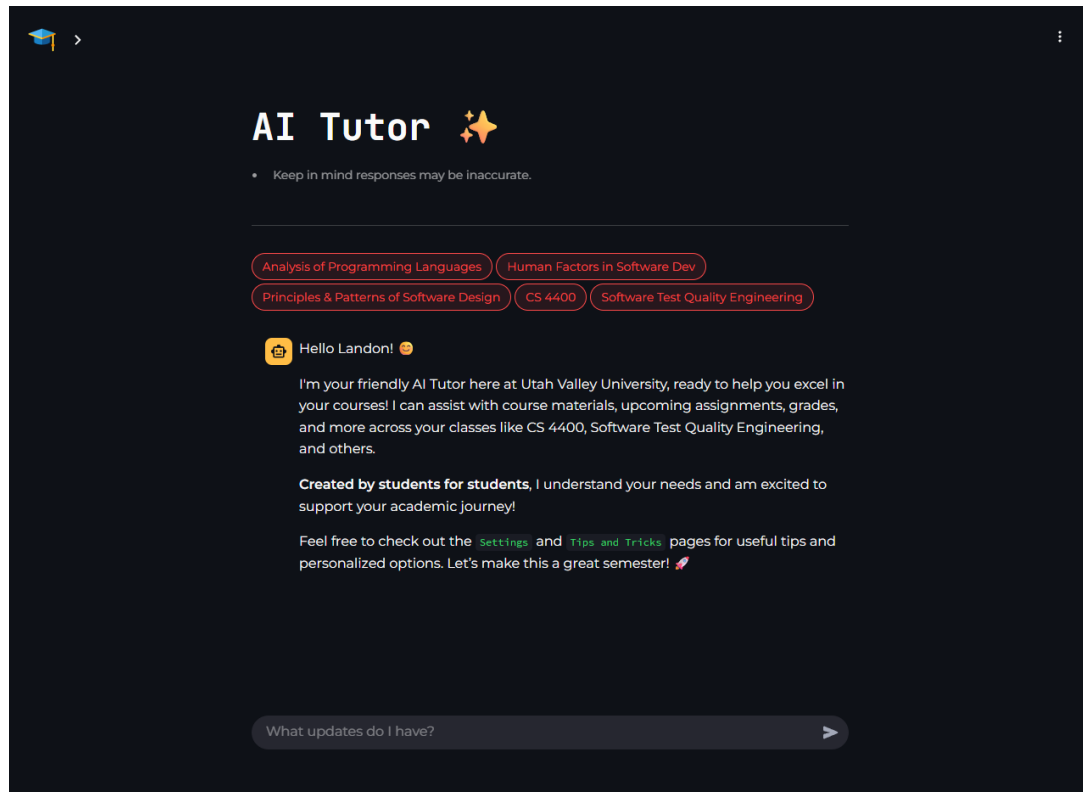 AI Tutor ✨
• Keep in mind responses may be inaccurate.
Analysis of Programming Languages Human Factors in Software Dev
Principles & Patterns of Software Design CS 4400 Software Test Quality Engineering
Hello Landon! 😊
I'm your friendly AI Tutor here at Utah Valley University, ready to help you excel in
your courses! I can assist with course materials, upcoming assignments, grades,
and more across your classes like CS 4400, Software Test Quality Engineering,
and others.
Created by students for students, I understand your needs and am excited to
support your academic journey!
Feel free to check out the Settings and Tips and Tricks pages for useful tips and
personalized options. Let’s make this a great semester! 🚀
What updates do I have?